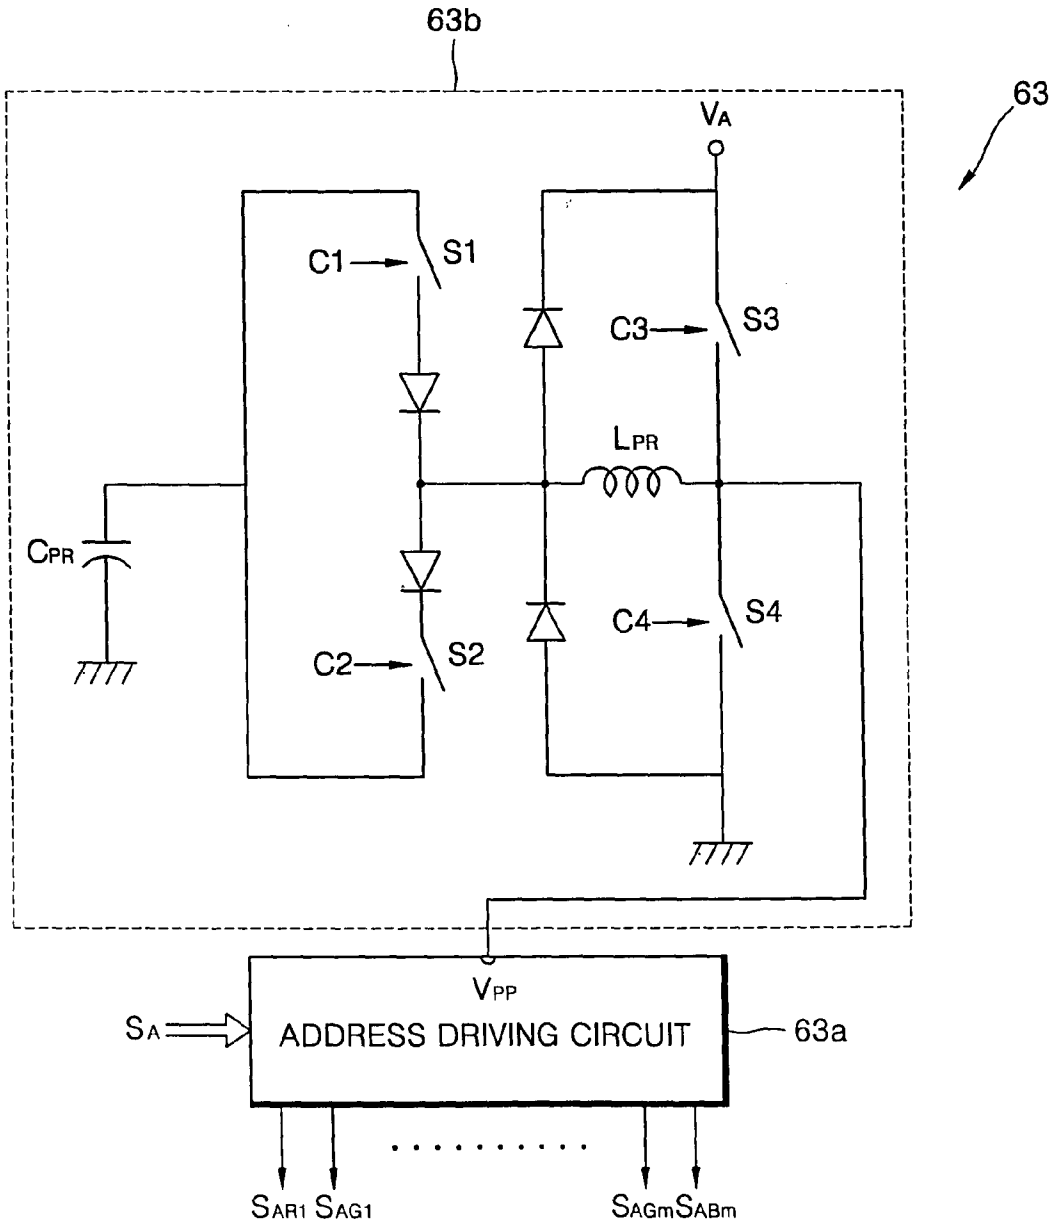 63b
63
VA
C1
S1
C3
S3
LPR
CPR
C4
S4
C2
S2
VPP
SA
ADDRESS DRIVING CIRCUIT
63a
SAR1 SAG1 SAGm SABm